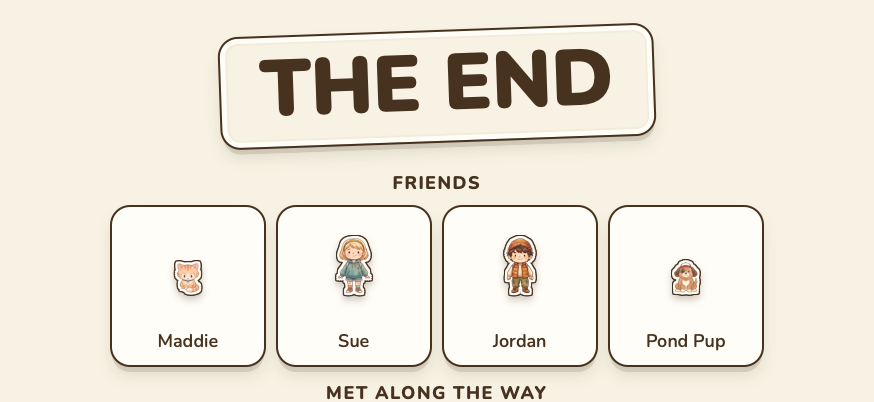 THE END
FRIENDS
Maddie
Sue
Jordan
Pond Pup
MET ALONG THE WAY